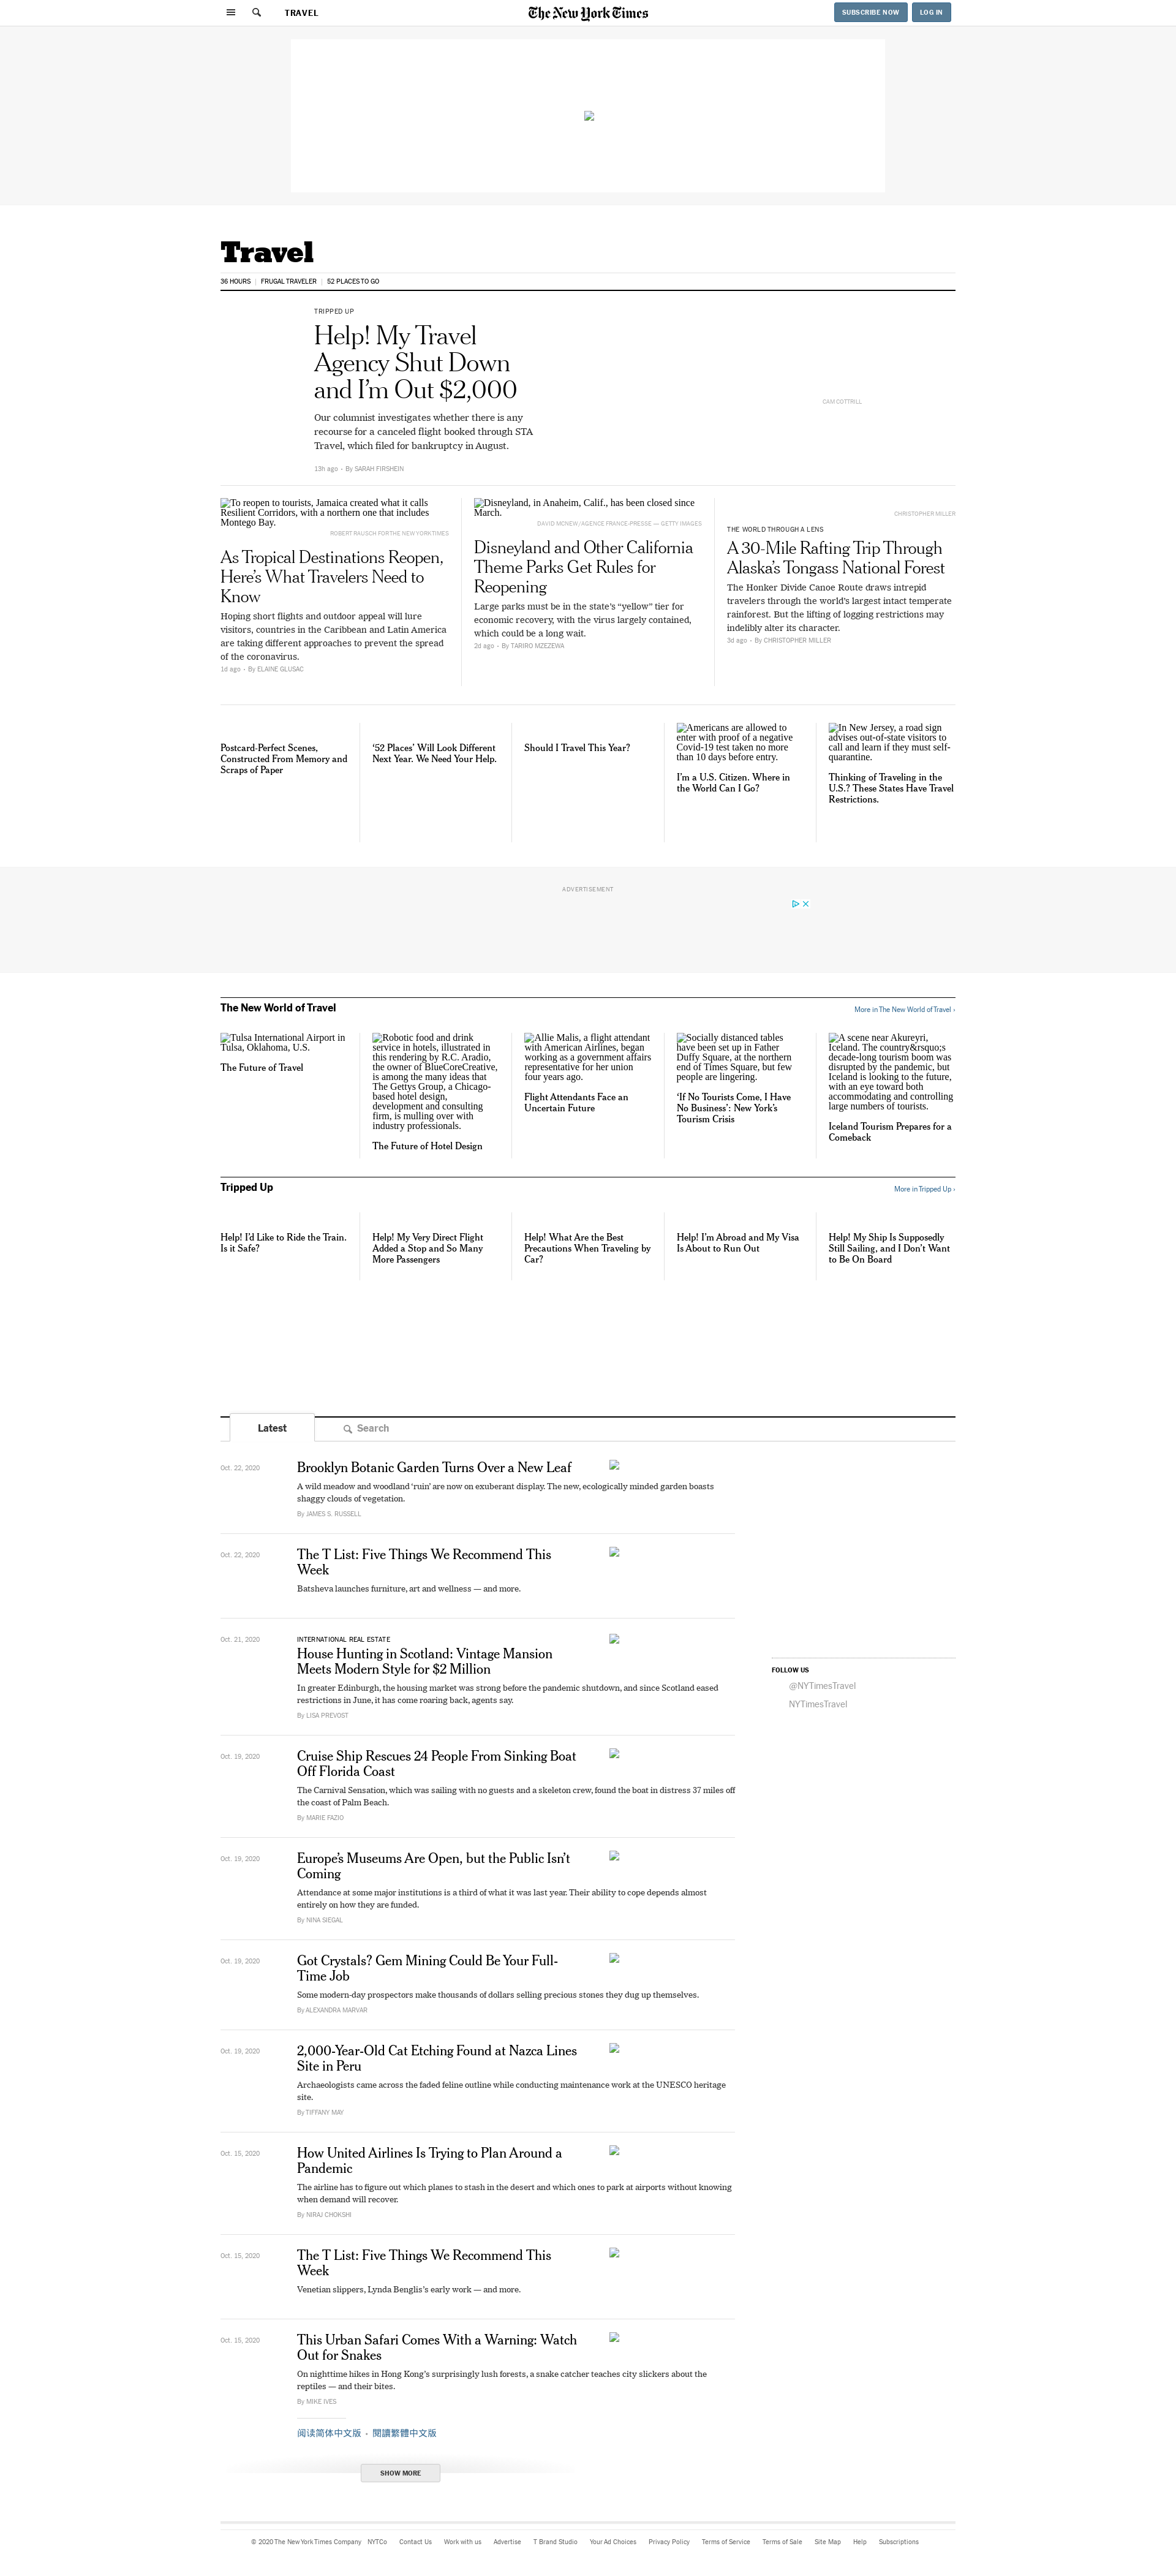 TRAVEL
The New York Times
SUBSCRIBE NOW
LOG IN
Travel
36 HOURS
FRUGAL TRAVELER
52 PLACES TO GO
TRIPPED UP
Help! My Travel
Agency Shut Down
and I’m Out $2,000
Our columnist investigates whether there is any
recourse for a canceled flight booked through STA
Travel, which filed for bankruptcy in August.
13h ago • By SARAH FIRSHEIN
CAM COTTRILL
To reopen to tourists, Jamaica created what it calls
Resilient Corridors, with a northern one that includes
Montego Bay.
ROBERT RAUSCH FOR THE NEW YORK TIMES
As Tropical Destinations Reopen,
Here’s What Travelers Need to
Know
Hoping short flights and outdoor appeal will lure
visitors, countries in the Caribbean and Latin America
are taking different approaches to prevent the spread
of the coronavirus.
1d ago • By ELAINE GLUSAC
Disneyland, in Anaheim, Calif., has been closed since
March.
DAVID MCNEW/AGENCE FRANCE-PRESSE — GETTY IMAGES
Disneyland and Other California
Theme Parks Get Rules for
Reopening
Large parks must be in the state’s “yellow” tier for
economic recovery, with the virus largely contained,
which could be a long wait.
2d ago • By TARIRO MZEZEWA
CHRISTOPHER MILLER
THE WORLD THROUGH A LENS
A 30-Mile Rafting Trip Through
Alaska’s Tongass National Forest
The Honker Divide Canoe Route draws intrepid
travelers through the world’s largest intact temperate
rainforest. But the lifting of logging restrictions may
indelibly alter its character.
3d ago • By CHRISTOPHER MILLER
Postcard-Perfect Scenes,
Constructed From Memory and
Scraps of Paper
‘52 Places’ Will Look Different
Next Year. We Need Your Help.
Should I Travel This Year?
Americans are allowed to
enter with proof of a negative
Covid-19 test taken no more
than 10 days before entry.
I’m a U.S. Citizen. Where in
the World Can I Go?
In New Jersey, a road sign
advises out-of-state visitors to
call and learn if they must self-
quarantine.
Thinking of Traveling in the
U.S.? These States Have Travel
Restrictions.
ADVERTISEMENT
The New World of Travel
More in The New World of Travel ›
Tulsa International Airport in
Tulsa, Oklahoma, U.S.
The Future of Travel
Robotic food and drink
service in hotels, illustrated in
this rendering by R.C. Aradio,
the owner of BlueCoreCreative,
is among the many ideas that
The Gettys Group, a Chicago-
based hotel design,
development and consulting
firm, is mulling over with
industry professionals.
The Future of Hotel Design
Allie Malis, a flight attendant
with American Airlines, began
working as a government affairs
representative for her union
four years ago.
Flight Attendants Face an
Uncertain Future
Socially distanced tables
have been set up in Father
Duffy Square, at the northern
end of Times Square, but few
people are lingering.
‘If No Tourists Come, I Have
No Business’: New York’s
Tourism Crisis
A scene near Akureyri,
Iceland. The country&rsquo;s
decade-long tourism boom was
disrupted by the pandemic, but
Iceland is looking to the future,
with an eye toward both
accommodating and controlling
large numbers of tourists.
Iceland Tourism Prepares for a
Comeback
Tripped Up
More in Tripped Up ›
Help! I’d Like to Ride the Train.
Is it Safe?
Help! My Very Direct Flight
Added a Stop and So Many
More Passengers
Help! What Are the Best
Precautions When Traveling by
Car?
Help! I’m Abroad and My Visa
Is About to Run Out
Help! My Ship Is Supposedly
Still Sailing, and I Don’t Want
to Be On Board
Latest
Search
Oct. 22, 2020
Brooklyn Botanic Garden Turns Over a New Leaf
A wild meadow and woodland ‘ruin’ are now on exuberant display. The new, ecologically minded garden boasts
shaggy clouds of vegetation.
By JAMES S. RUSSELL
Oct. 22, 2020
The T List: Five Things We Recommend This
Week
Batsheva launches furniture, art and wellness — and more.
Oct. 21, 2020
INTERNATIONAL REAL ESTATE
House Hunting in Scotland: Vintage Mansion
Meets Modern Style for $2 Million
In greater Edinburgh, the housing market was strong before the pandemic shutdown, and since Scotland eased
restrictions in June, it has come roaring back, agents say.
By LISA PREVOST
FOLLOW US
@NYTimesTravel
NYTimesTravel
Oct. 19, 2020
Cruise Ship Rescues 24 People From Sinking Boat
Off Florida Coast
The Carnival Sensation, which was sailing with no guests and a skeleton crew, found the boat in distress 37 miles off
the coast of Palm Beach.
By MARIE FAZIO
Oct. 19, 2020
Europe’s Museums Are Open, but the Public Isn’t
Coming
Attendance at some major institutions is a third of what it was last year. Their ability to cope depends almost
entirely on how they are funded.
By NINA SIEGAL
Oct. 19, 2020
Got Crystals? Gem Mining Could Be Your Full-
Time Job
Some modern-day prospectors make thousands of dollars selling precious stones they dug up themselves.
By ALEXANDRA MARVAR
Oct. 19, 2020
2,000-Year-Old Cat Etching Found at Nazca Lines
Site in Peru
Archaeologists came across the faded feline outline while conducting maintenance work at the UNESCO heritage
site.
By TIFFANY MAY
Oct. 15, 2020
How United Airlines Is Trying to Plan Around a
Pandemic
The airline has to figure out which planes to stash in the desert and which ones to park at airports without knowing
when demand will recover.
By NIRAJ CHOKSHI
Oct. 15, 2020
The T List: Five Things We Recommend This
Week
Venetian slippers, Lynda Benglis’s early work — and more.
Oct. 15, 2020
This Urban Safari Comes With a Warning: Watch
Out for Snakes
On nighttime hikes in Hong Kong’s surprisingly lush forests, a snake catcher teaches city slickers about the
reptiles — and their bites.
By MIKE IVES
阅读简体中文版 • 閱讀繁體中文版
SHOW MORE
© 2020 The New York Times Company NYTCo Contact Us Work with us Advertise T Brand Studio Your Ad Choices Privacy Policy Terms of Service Terms of Sale Site Map Help Subscriptions